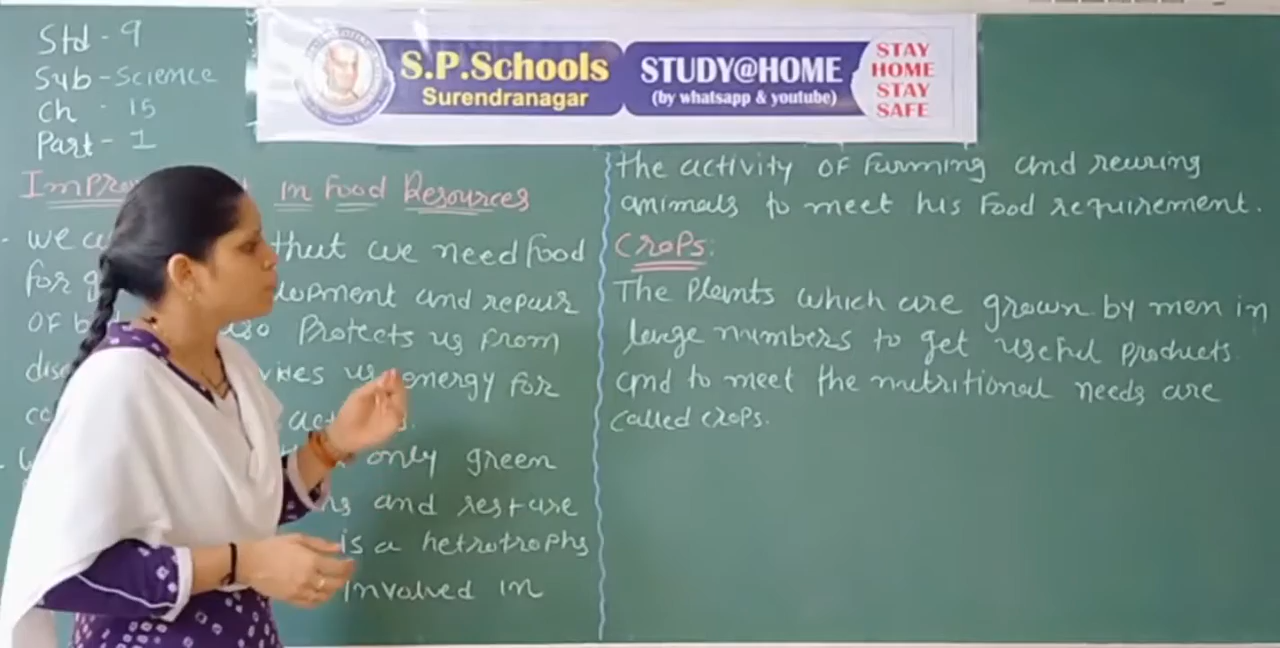 Std - 9
Sub - Science
Ch - 15
Part - 1
S.P.Schools
Surendranagar
STUDY@HOME
(by whatsapp & youtube)
STAY
HOME
STAY
SAFE
in Food Resources
- we that we need food
for and repair
OF Protects us from
us energy for
only green
and rest are
is a hetrotrophs
involved in
the activity of Farming and rearing
animals to meet his Food requirement.
Crops:
The Plants which are grown by men in
large numbers to get useful products
and to meet the nutritional needs are
called crops.